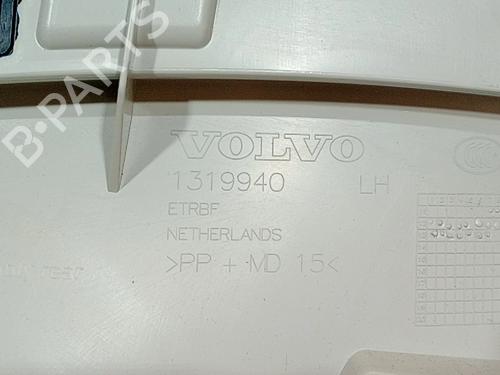 B-PARTS
VOLVO
1319940 LH
ETRBF
NETHERLANDS
>PP + MD 15<